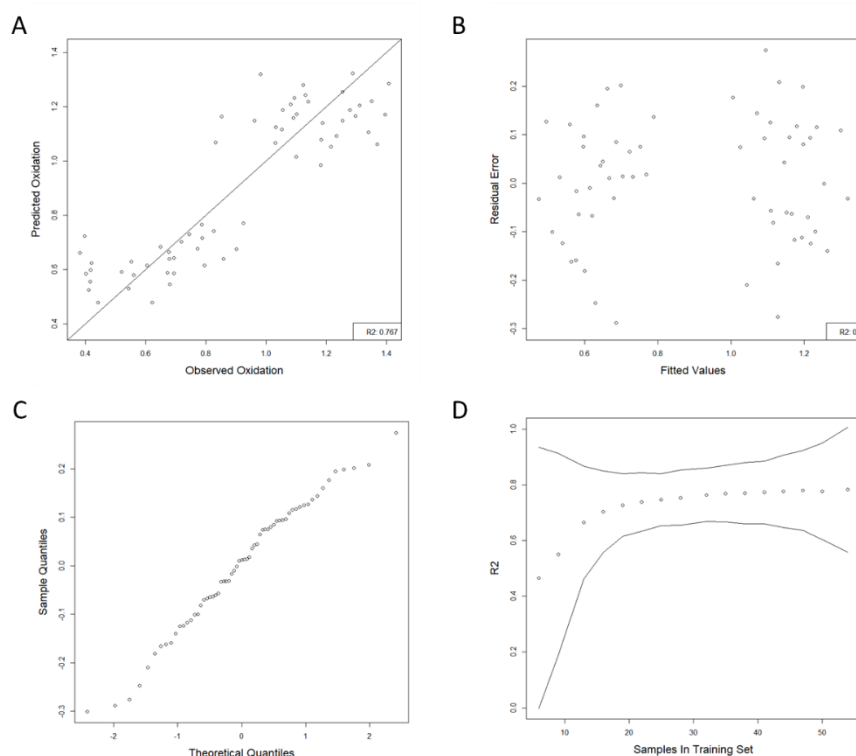 A
Predicted Oxidation
0.4 0.6 0.8 1.0 1.2 1.4
0.4 0.6 0.8 1.0 1.2 1.4
Observed Oxidation
R2: 0.767
B
Residual Error
-0.3 -0.2 -0.1 0.0 0.1 0.2
0.6 0.8 1.0 1.2
Fitted Values
R2: 0
C
Sample Quantiles
-0.3 -0.2 -0.1 0.0 0.1 0.2
-2 -1 0 1 2
Theoretical Quantiles
D
R2
0.0 0.2 0.4 0.6 0.8 1.0
10 20 30 40 50
Samples In Training Set